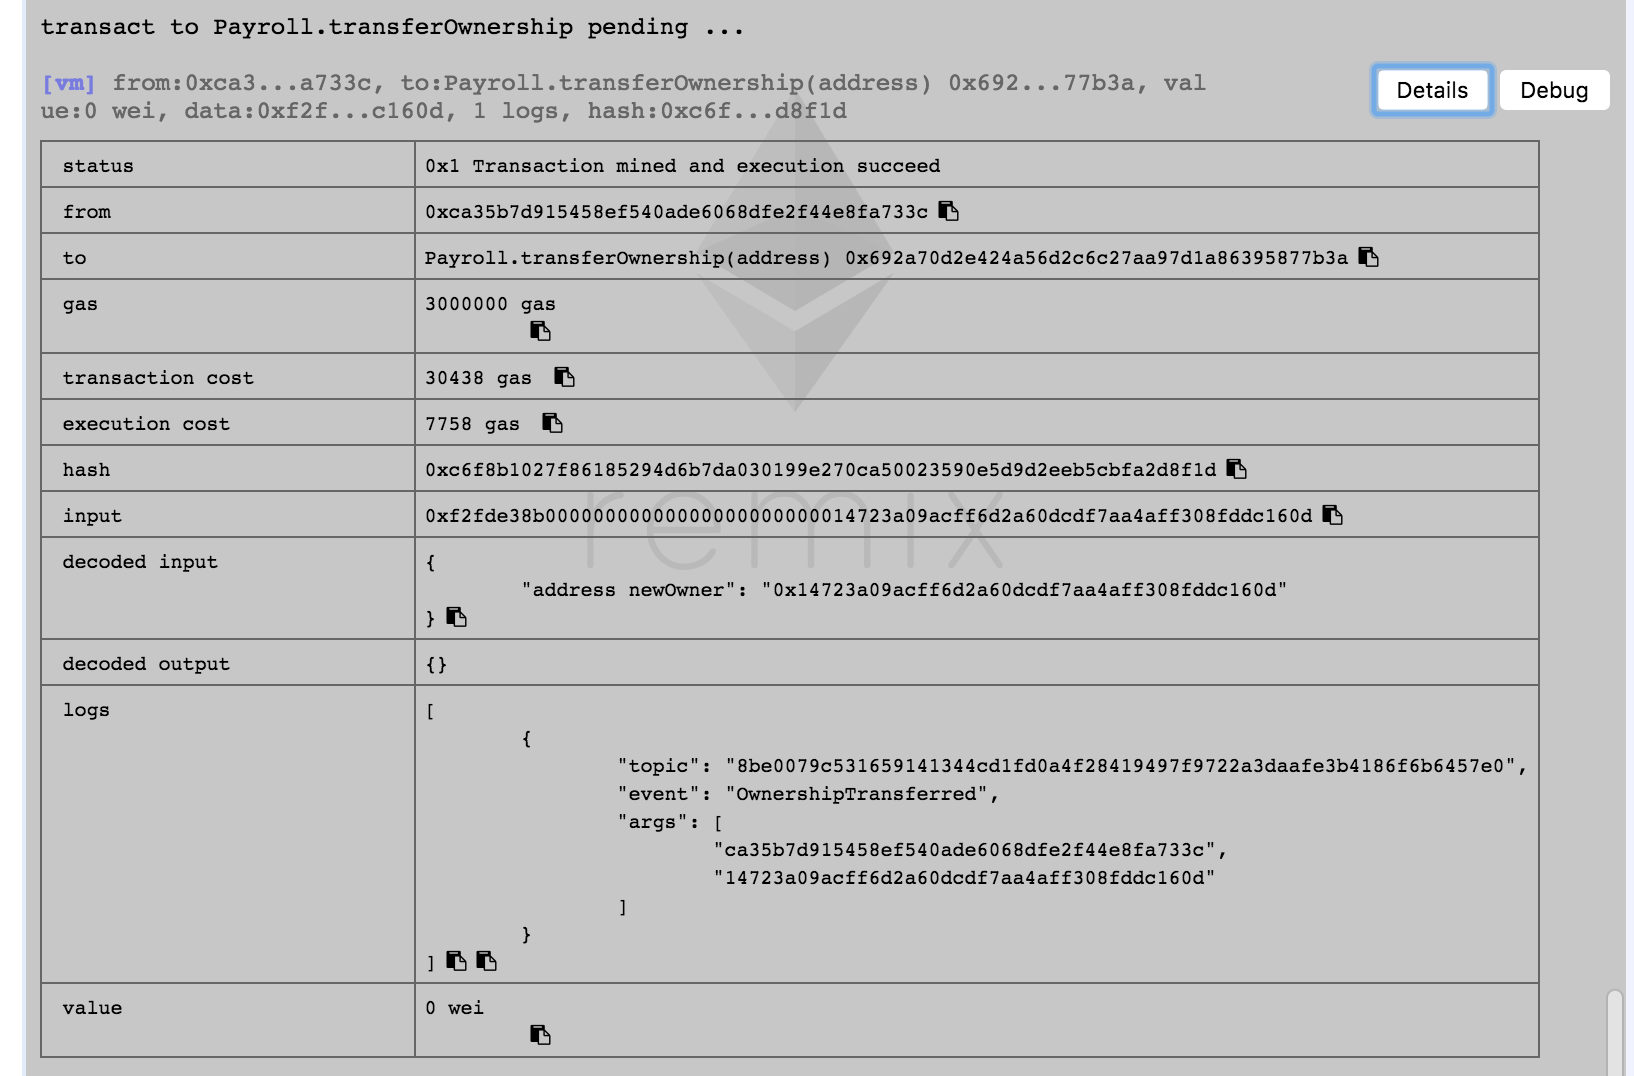 transact to Payroll.transferOwnership pending ...
[vm] from:0xca3...a733c, to:Payroll.transferOwnership(address) 0x692...77b3a, val
ue:0 wei, data:0xf2f...c160d, 1 logs, hash:0xc6f...d8f1d
Details
Debug
status 0x1 Transaction mined and execution succeed
from 0xca35b7d915458ef540ade6068dfe2f44e8fa733c
to Payroll.transferOwnership(address) 0x692a70d2e424a56d2c6c27aa97d1a86395877b3a
gas 3000000 gas
transaction cost 30438 gas
execution cost 7758 gas
hash 0xc6f8b1027f86185294d6b7da030199e270ca50023590e5d9d2eeb5cbfa2d8f1d
input 0xf2fde38b00000000000000000000000014723a09acff6d2a60dcdf7aa4aff308fddc160d
remix
decoded input {
"address newOwner": "0x14723a09acff6d2a60dcdf7aa4aff308fddc160d"
}
decoded output {}
logs [
{
"topic": "8be0079c531659141344cd1fd0a4f28419497f9722a3daafe3b4186f6b6457e0",
"event": "OwnershipTransferred",
"args": [
"ca35b7d915458ef540ade6068dfe2f44e8fa733c",
"14723a09acff6d2a60dcdf7aa4aff308fddc160d"
]
}
]
value 0 wei